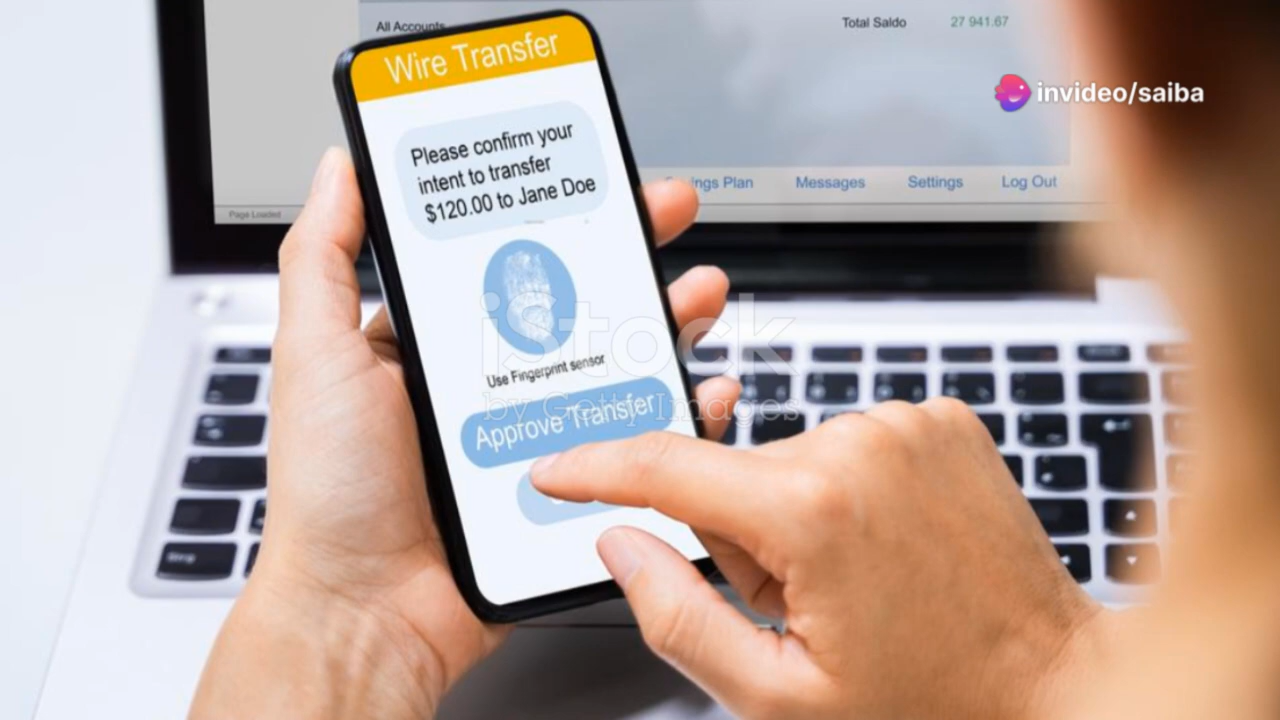 All Accounts
Total Saldo 27 941.67
invideo/saiba
Wire Transfer
Please confirm your
intent to transfer
$120.00 to Jane Doe
Savings Plan Messages Settings Log Out
Page Loaded
Use Fingerprint sensor
iStock
by Getty Images
Approve Transfer